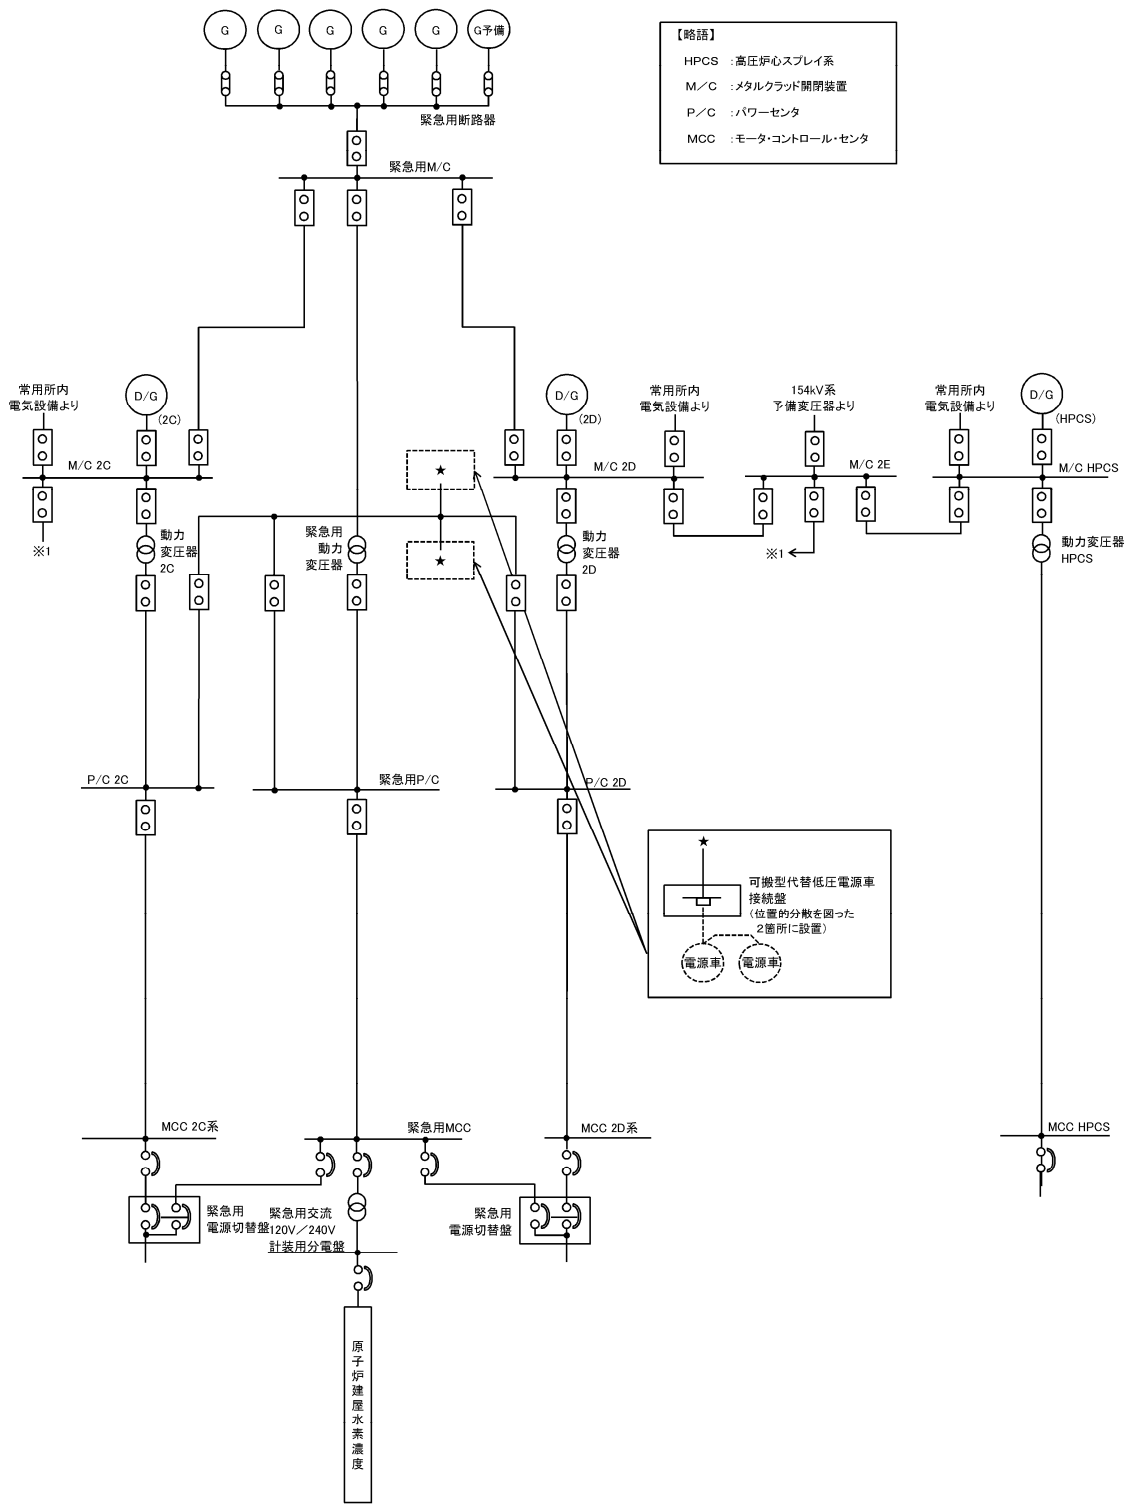 G
G
G
G
G
G予備
緊急用断路器
【略語】
HPCS ：高圧炉心スプレイ系
M／C ：メタルクラッド開閉装置
P／C ：パワーセンタ
MCC ：モータ・コントロール・センタ
緊急用M/C
常用所内
電気設備より
D/G
(2C)
M/C 2C
D/G
(2D)
M/C 2D
常用所内
電気設備より
154kV系
予備変圧器より
M/C 2E
常用所内
電気設備より
D/G
(HPCS)
M/C HPCS
※1
動力
変圧器
2C
緊急用
動力
変圧器
★
★
動力
変圧器
2D
※1
動力変圧器
HPCS
P/C 2C
緊急用P/C
P/C 2D
★
可搬型代替低圧電源車
接続盤
（位置的分散を図った
2箇所に設置）
電源車
電源車
MCC 2C系
緊急用MCC
MCC 2D系
MCC HPCS
緊急用
電源切替盤
緊急用交流
120V／240V
計装用分電盤
緊急用
電源切替盤
原子炉建屋水素濃度